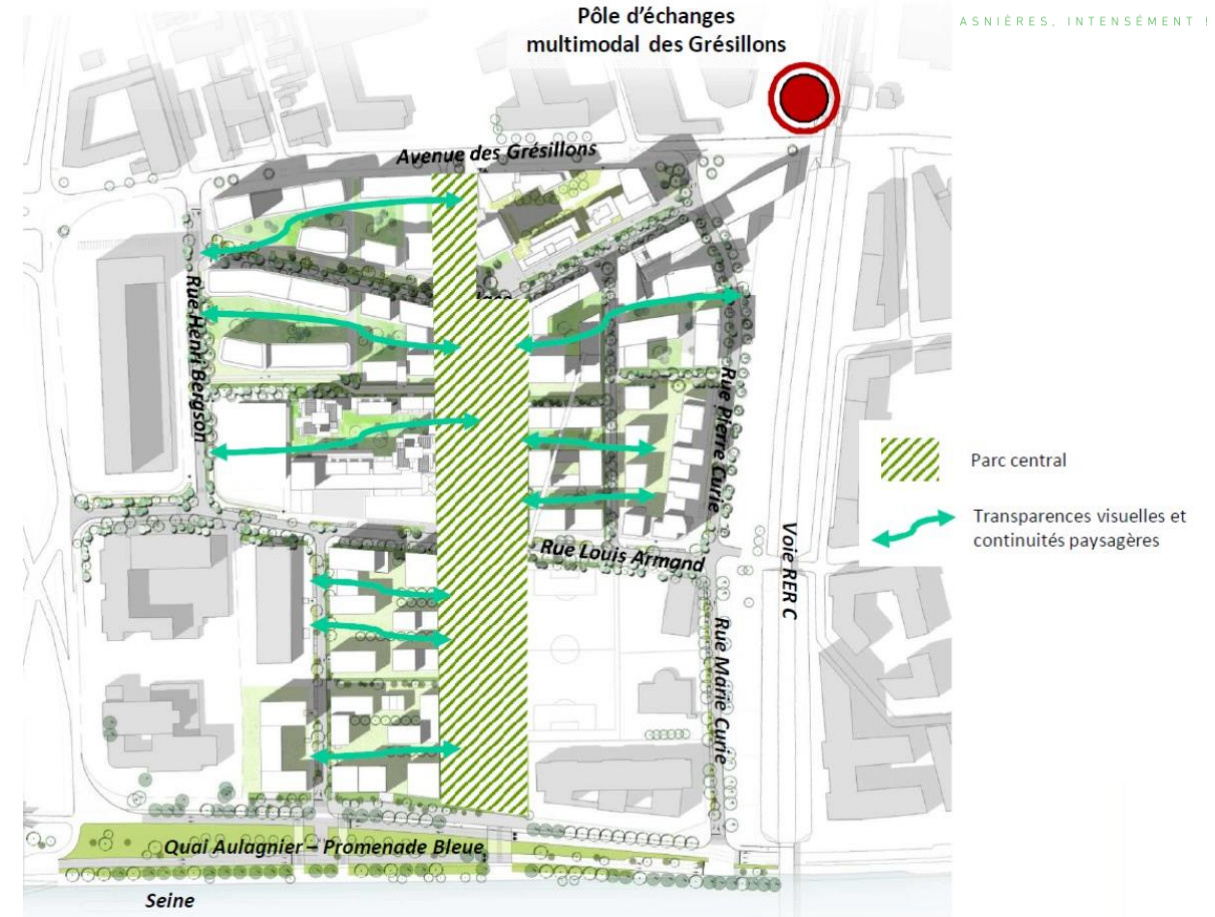 Pôle d'échanges
multimodal des Grésillons
ASNIÈRES, INTENSÉMENT !
Avenue des Grésillons
Rue Henri Bergson
Rue Pierre Curie
Parc central
Transparences visuelles et
continuités paysagères
Rue Louis Armand
Voie RER C
Rue Marie Curie
Quai Aulagnier – Promenade Bleue
Seine